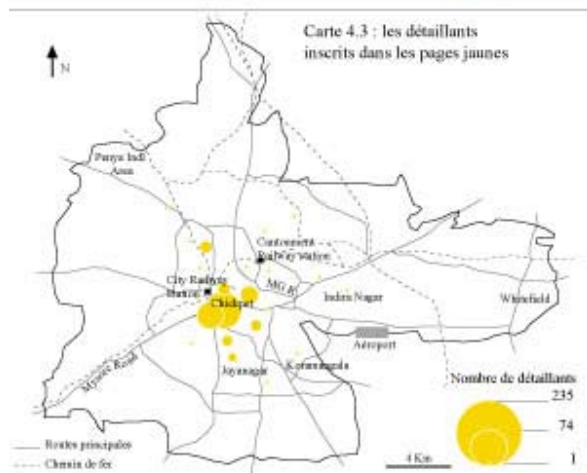 Carte 4.3 : les détaillants
inscrits dans les pages jaunes
N
Penya Indl
Area
Cantonment
Railway station
City Railway
Station
MG R
Chickpet
Indira Nagar
Whitefield
Aéroport
Mysore Road
Jayanagar
Koramangala
Nombre de détaillants
235
74
1
Routes principales
Chemin de fer
4 Km